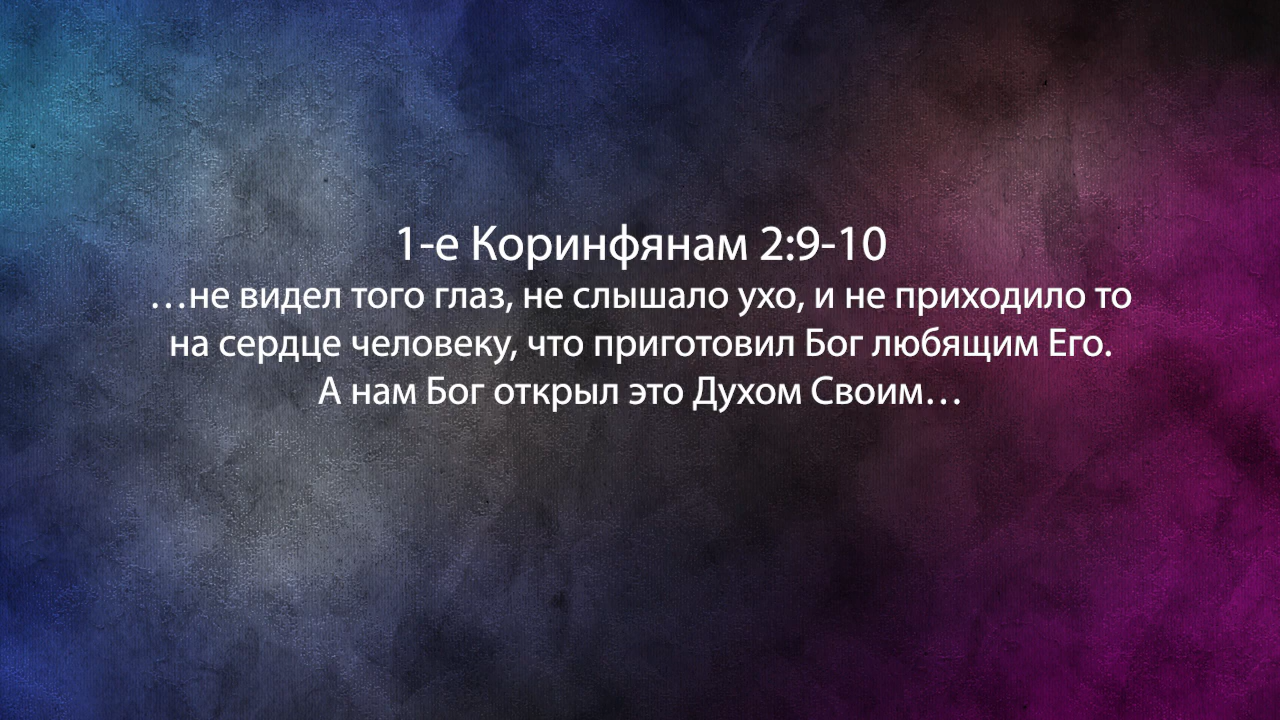 1-е Коринфянам 2:9-10
…не видел того глаз, не слышало ухо, и не приходило то
на сердце человеку, что приготовил Бог любящим Его.
А нам Бог открыл это Духом Своим…